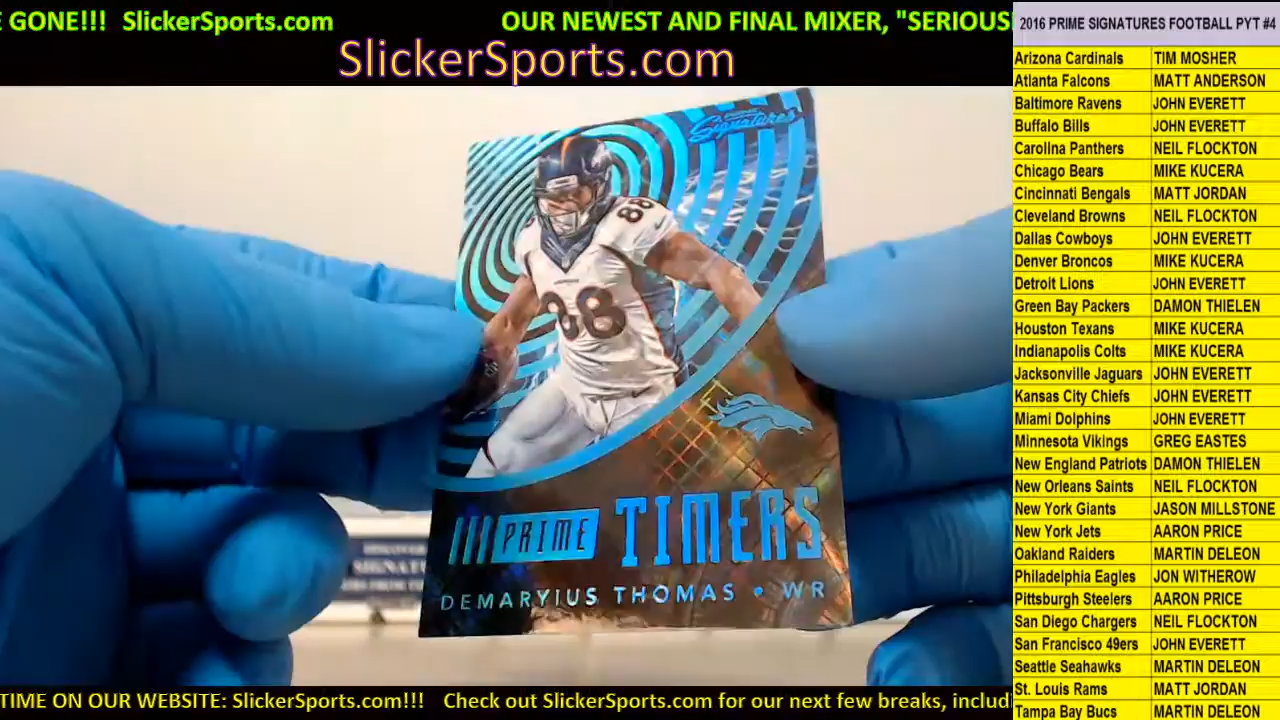 E GONE!!! SlickerSports.com OUR NEWEST AND FINAL MIXER, "SERIOUS
SlickerSports.com
Signatures
88
88
PRIME TIMERS
DEMARYIUS THOMAS • WR
TIME ON OUR WEBSITE: SlickerSports.com!!! Check out SlickerSports.com for our next few breaks, includi
2016 PRIME SIGNATURES FOOTBALL PYT #4
Arizona Cardinals TIM MOSHER
Atlanta Falcons MATT ANDERSON
Baltimore Ravens JOHN EVERETT
Buffalo Bills JOHN EVERETT
Carolina Panthers NEIL FLOCKTON
Chicago Bears MIKE KUCERA
Cincinnati Bengals MATT JORDAN
Cleveland Browns NEIL FLOCKTON
Dallas Cowboys JOHN EVERETT
Denver Broncos MIKE KUCERA
Detroit Lions JOHN EVERETT
Green Bay Packers DAMON THIELEN
Houston Texans MIKE KUCERA
Indianapolis Colts MIKE KUCERA
Jacksonville Jaguars JOHN EVERETT
Kansas City Chiefs JOHN EVERETT
Miami Dolphins JOHN EVERETT
Minnesota Vikings GREG EASTES
New England Patriots DAMON THIELEN
New Orleans Saints NEIL FLOCKTON
New York Giants JASON MILLSTONE
New York Jets AARON PRICE
Oakland Raiders MARTIN DELEON
Philadelphia Eagles JON WITHEROW
Pittsburgh Steelers AARON PRICE
San Diego Chargers NEIL FLOCKTON
San Francisco 49ers JOHN EVERETT
Seattle Seahawks MARTIN DELEON
St. Louis Rams MATT JORDAN
Tampa Bay Bucs MARTIN DELEON